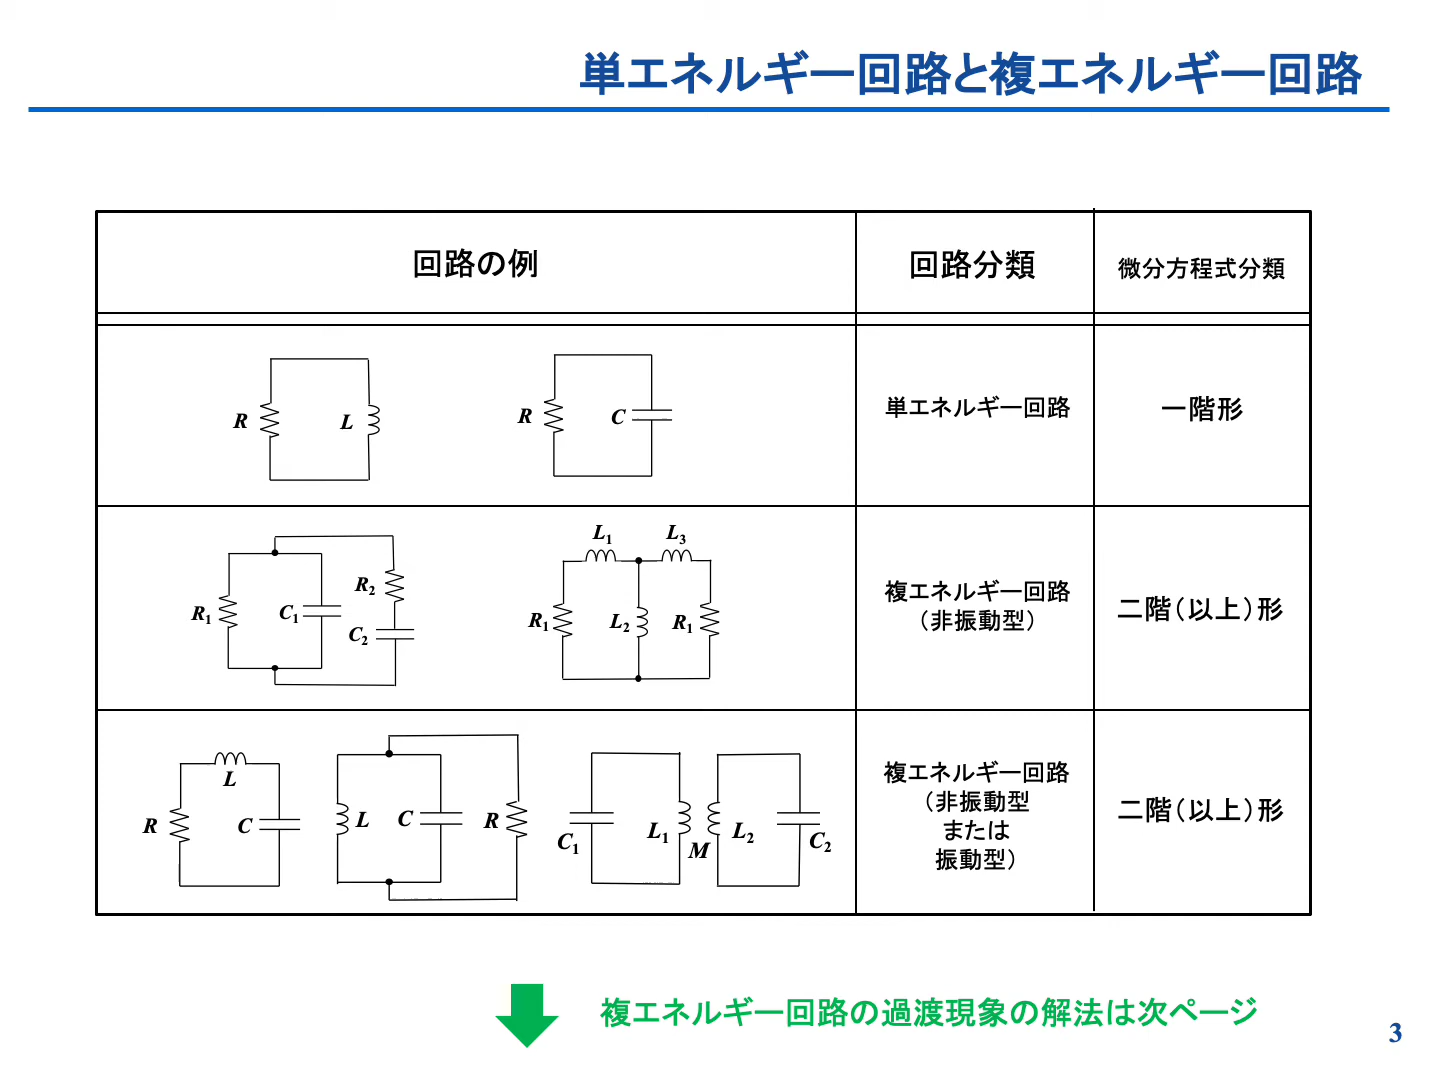 単エネルギー回路と複エネルギー回路
回路の例
回路分類
微分方程式分類
R
L
R
C
単エネルギー回路
一階形
R1
C1
R2
C2
L1
L3
R1
L2
R1
複エネルギー回路
（非振動型）
二階（以上）形
R
L
C
L
C
R
C1
L1
M
L2
C2
複エネルギー回路
（非振動型
または
振動型）
二階（以上）形
複エネルギー回路の過渡現象の解法は次ページ
3